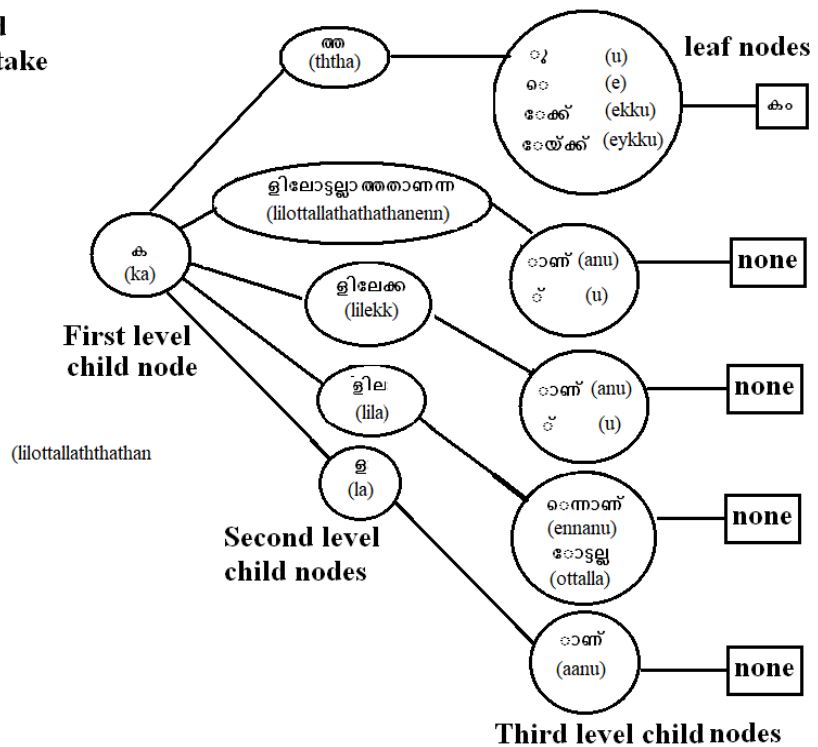 d
take
ത്ത
(ththa)
ു (u)
െ (e)
േക്ക് (ekku)
േയ്ക്ക് (eykku)
leaf nodes
കം
ളിലോട്ടല്ലാത്തതാണന്ന
(lilottallathathathanenn)
ാണ് (anu)
് (u)
none
ക
(ka)
First level
child node
ളിലേക്ക
(lilekk)
ാണ് (anu)
് (u)
none
ളില
(lila)
െന്നാണ്
(ennanu)
ോട്ടല്ല
(ottalla)
none
(lilottallaththathan
ള
(la)
Second level
child nodes
ാണ്
(aanu)
none
Third level child nodes